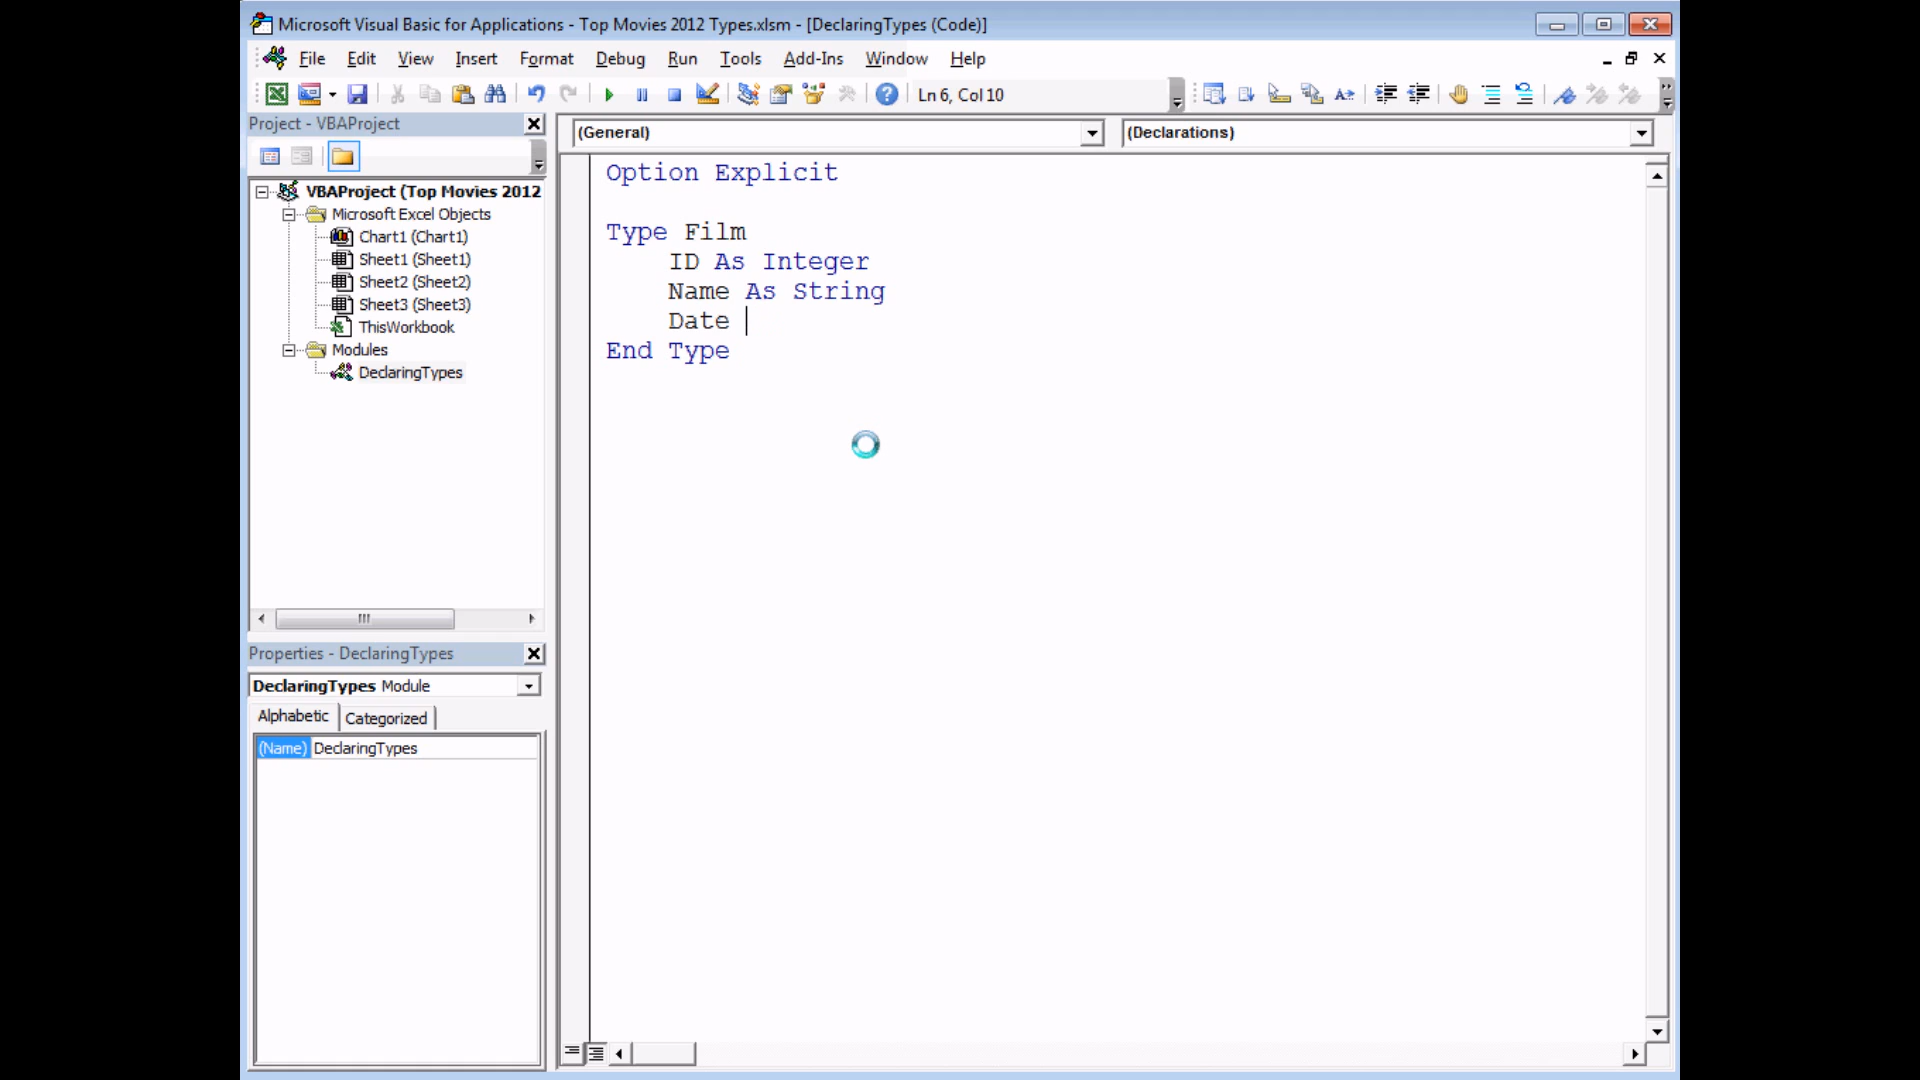 Microsoft Visual Basic for Applications - Top Movies 2012 Types.xlsm - [DeclaringTypes (Code)]
File Edit View Insert Format Debug Run Tools Add-Ins Window Help
Ln 6, Col 10
Project - VBAProject
VBAProject (Top Movies 2012
Microsoft Excel Objects
Chart1 (Chart1)
Sheet1 (Sheet1)
Sheet2 (Sheet2)
Sheet3 (Sheet3)
ThisWorkbook
Modules
DeclaringTypes
Properties - DeclaringTypes
DeclaringTypes Module
Alphabetic Categorized
(Name) DeclaringTypes
(General) (Declarations)
Option Explicit
Type Film
ID As Integer
Name As String
Date
End Type